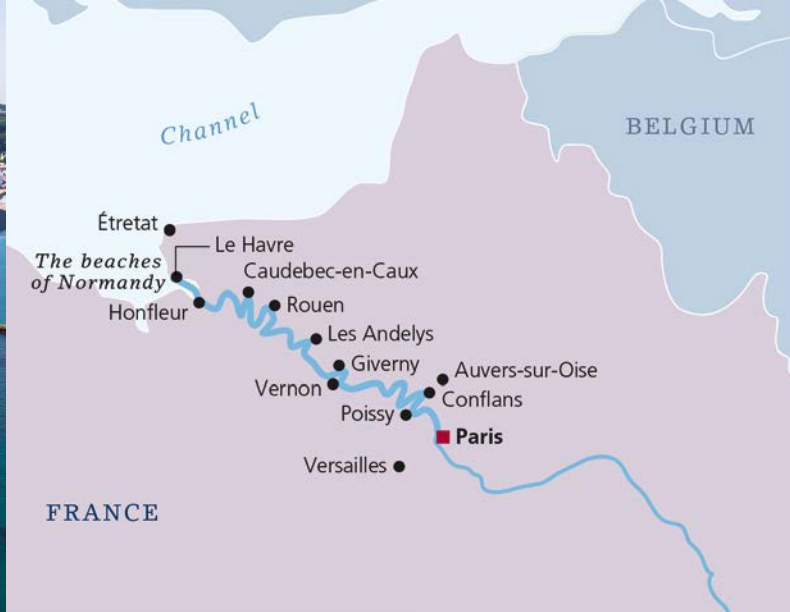 Channel
BELGIUM
Étretat
Le Havre
The beaches
of Normandy
Caudebec-en-Caux
Honfleur
Rouen
Les Andelys
Giverny
Auvers-sur-Oise
Vernon
Conflans
Poissy
Paris
Versailles
FRANCE